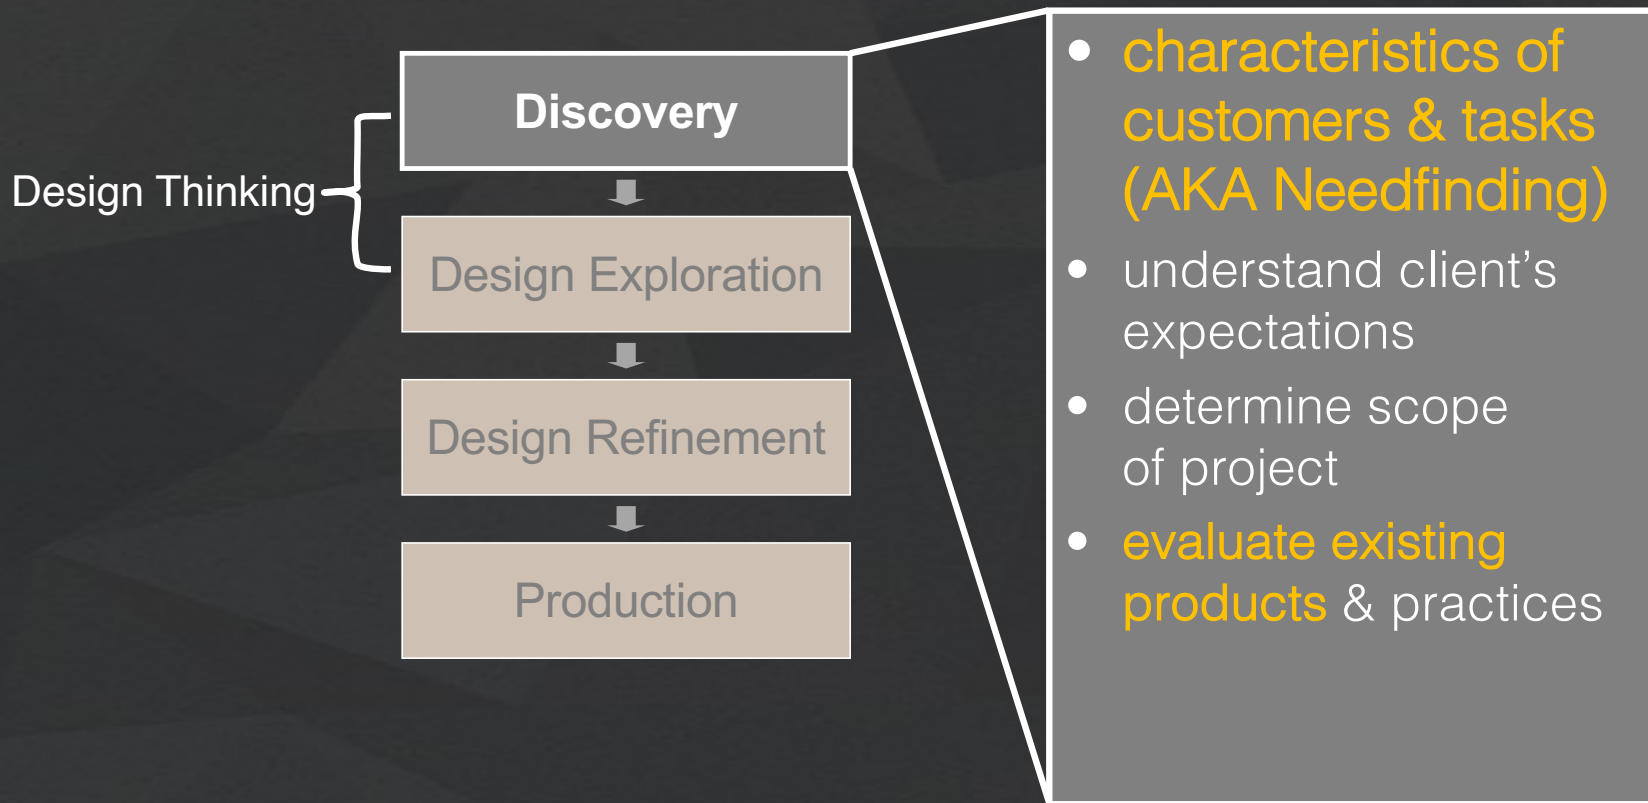 Design Thinking
Discovery
Design Exploration
Design Refinement
Production
• characteristics of
customers & tasks
(AKA Needfinding)
• understand client’s
expectations
• determine scope
of project
• evaluate existing
products & practices